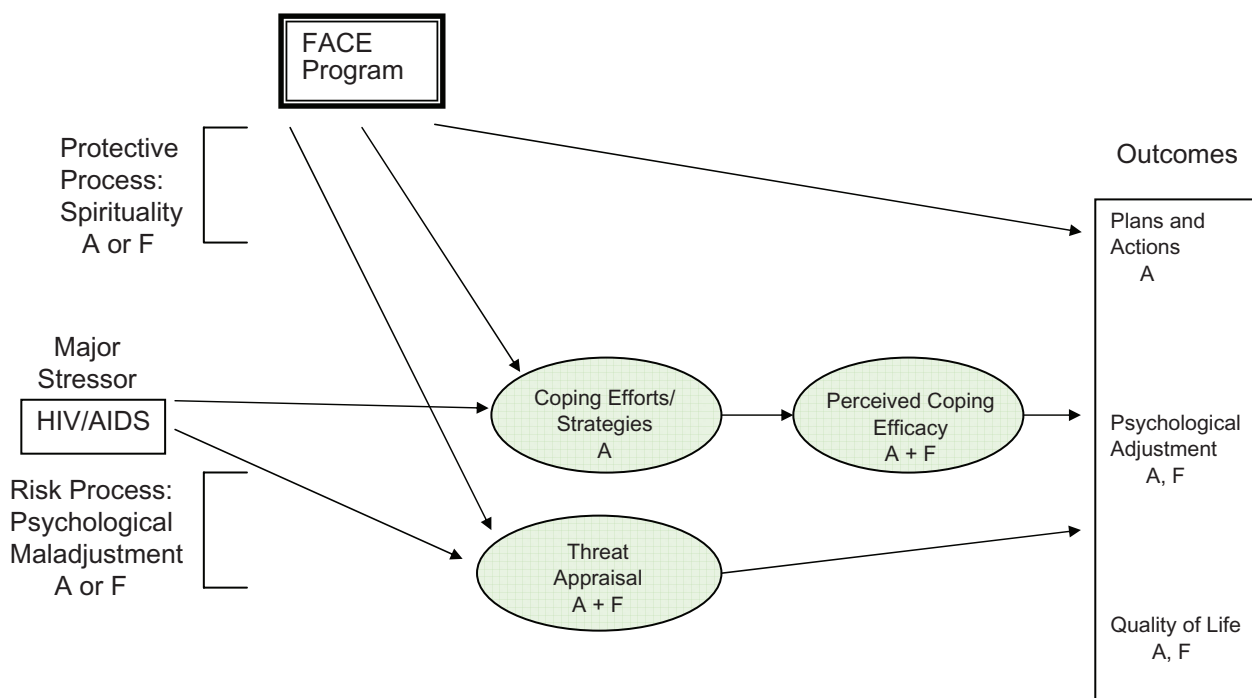 FACE
Program
Protective
Process:
Spirituality
A or F
Outcomes
Plans and
Actions
A
Major
Stressor
HIV/AIDS
Coping Efforts/
Strategies
A
Perceived Coping
Efficacy
A + F
Psychological
Adjustment
A, F
Risk Process:
Psychological
Maladjustment
A or F
Threat
Appraisal
A + F
Quality of Life
A, F